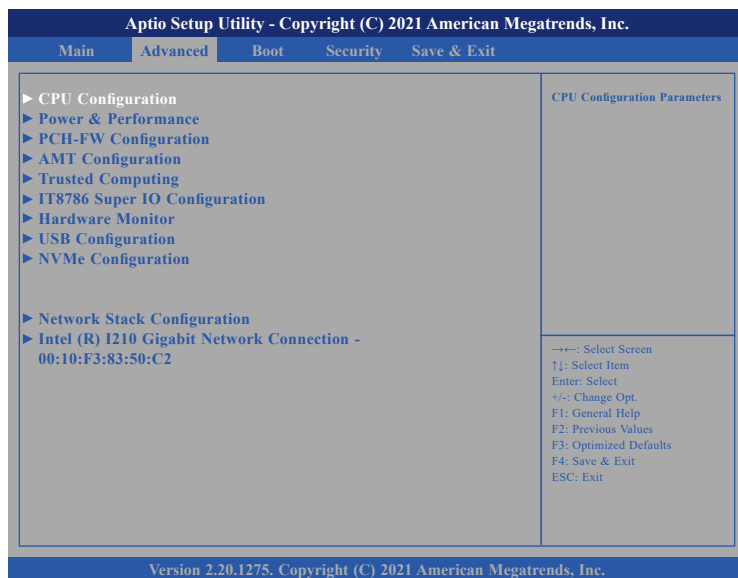 Aptio Setup Utility - Copyright (C) 2021 American Megatrends, Inc.
Main Advanced Boot Security Save & Exit
► CPU Configuration
► Power & Performance
► PCH-FW Configuration
► AMT Configuration
► Trusted Computing
► IT8786 Super IO Configuration
► Hardware Monitor
► USB Configuration
► NVMe Configuration
► Network Stack Configuration
► Intel (R) I210 Gigabit Network Connection -
00:10:F3:83:50:C2
CPU Configuration Parameters
→←: Select Screen
↑↓: Select Item
Enter: Select
+/-: Change Opt.
F1: General Help
F2: Previous Values
F3: Optimized Defaults
F4: Save & Exit
ESC: Exit
Version 2.20.1275. Copyright (C) 2021 American Megatrends, Inc.